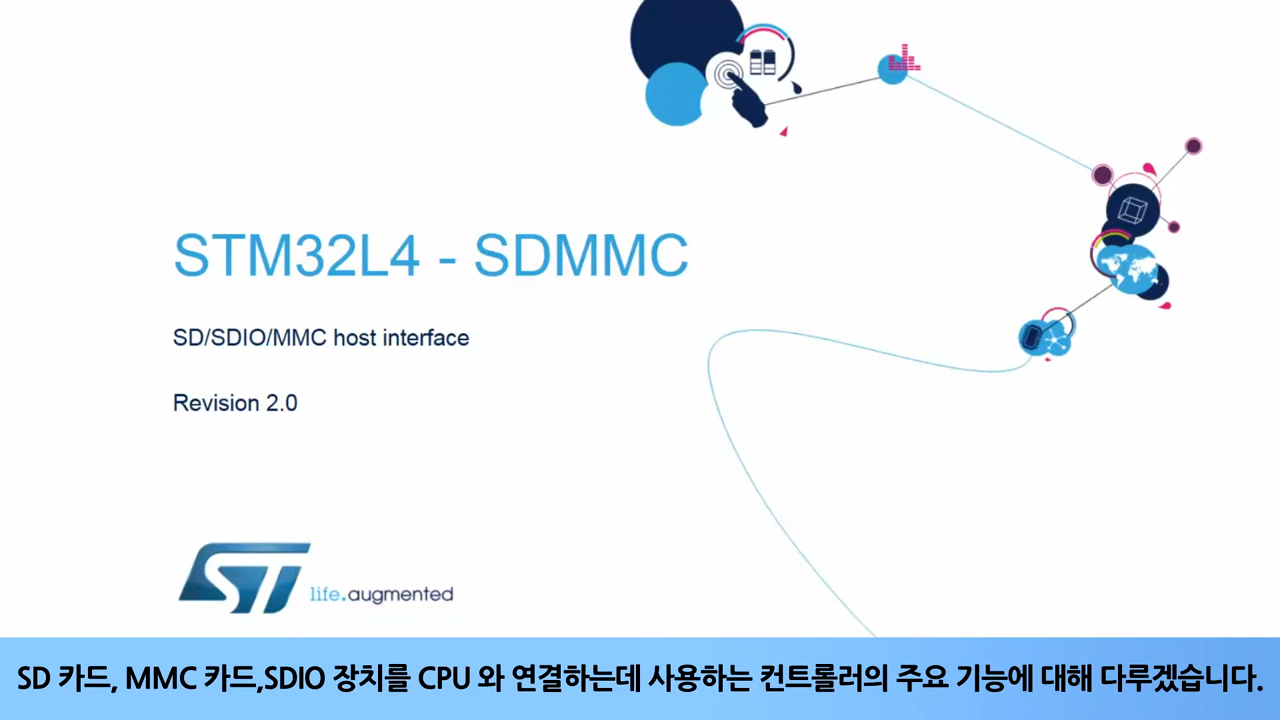 STM32L4 - SDMMC
SD/SDIO/MMC host interface
Revision 2.0
ST life.augmented
SD 카드, MMC 카드,SDIO 장치를 CPU 와 연결하는데 사용하는 컨트롤러의 주요 기능에 대해 다루겠습니다.